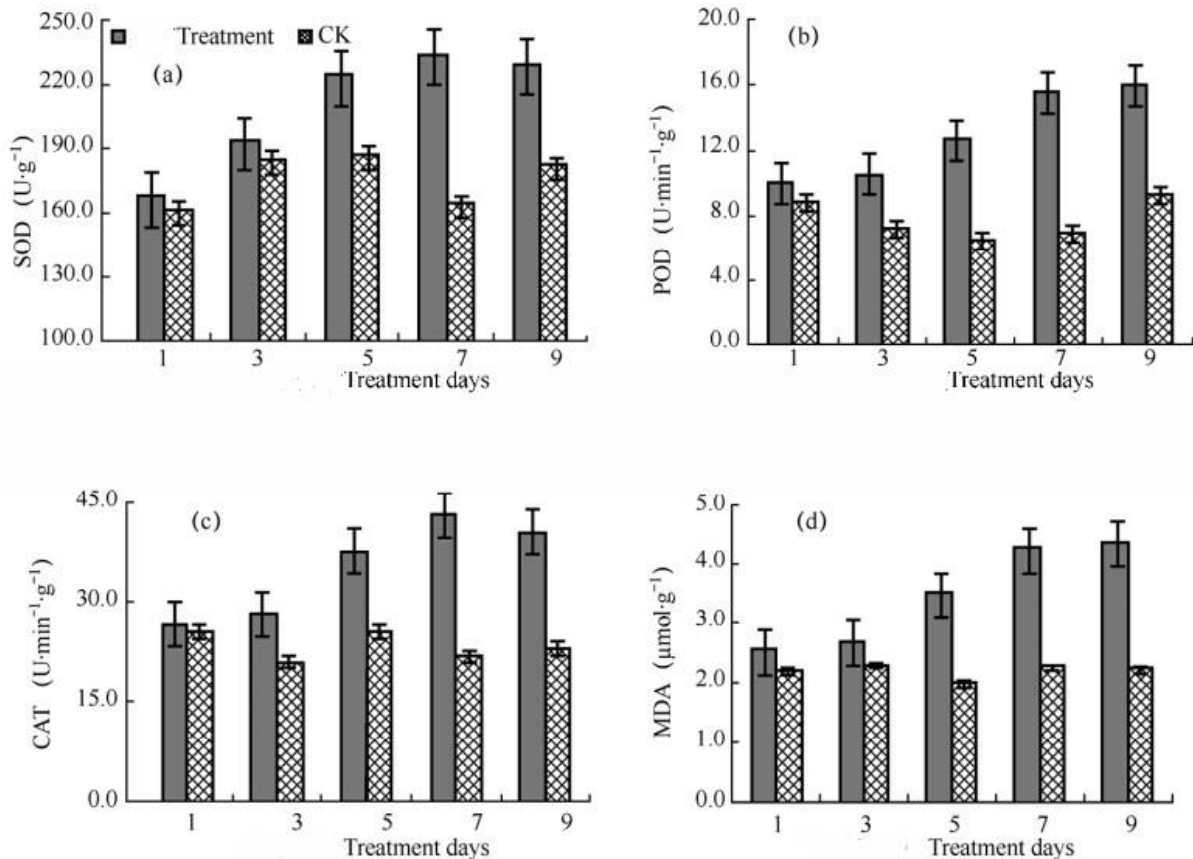 250.0
220.0
190.0
160.0
130.0
100.0
SOD (U·g⁻¹)
Treatment CK
(a)
1 3 5 7 9
Treatment days
20.0
16.0
12.0
8.0
4.0
0.0
POD (U·min⁻¹·g⁻¹)
(b)
1 3 5 7 9
Treatment days
45.0
30.0
15.0
0.0
CAT (U·min⁻¹·g⁻¹)
(c)
1 3 5 7 9
Treatment days
5.0
4.0
3.0
2.0
1.0
0.0
MDA (μmol·g⁻¹)
(d)
1 3 5 7 9
Treatment days